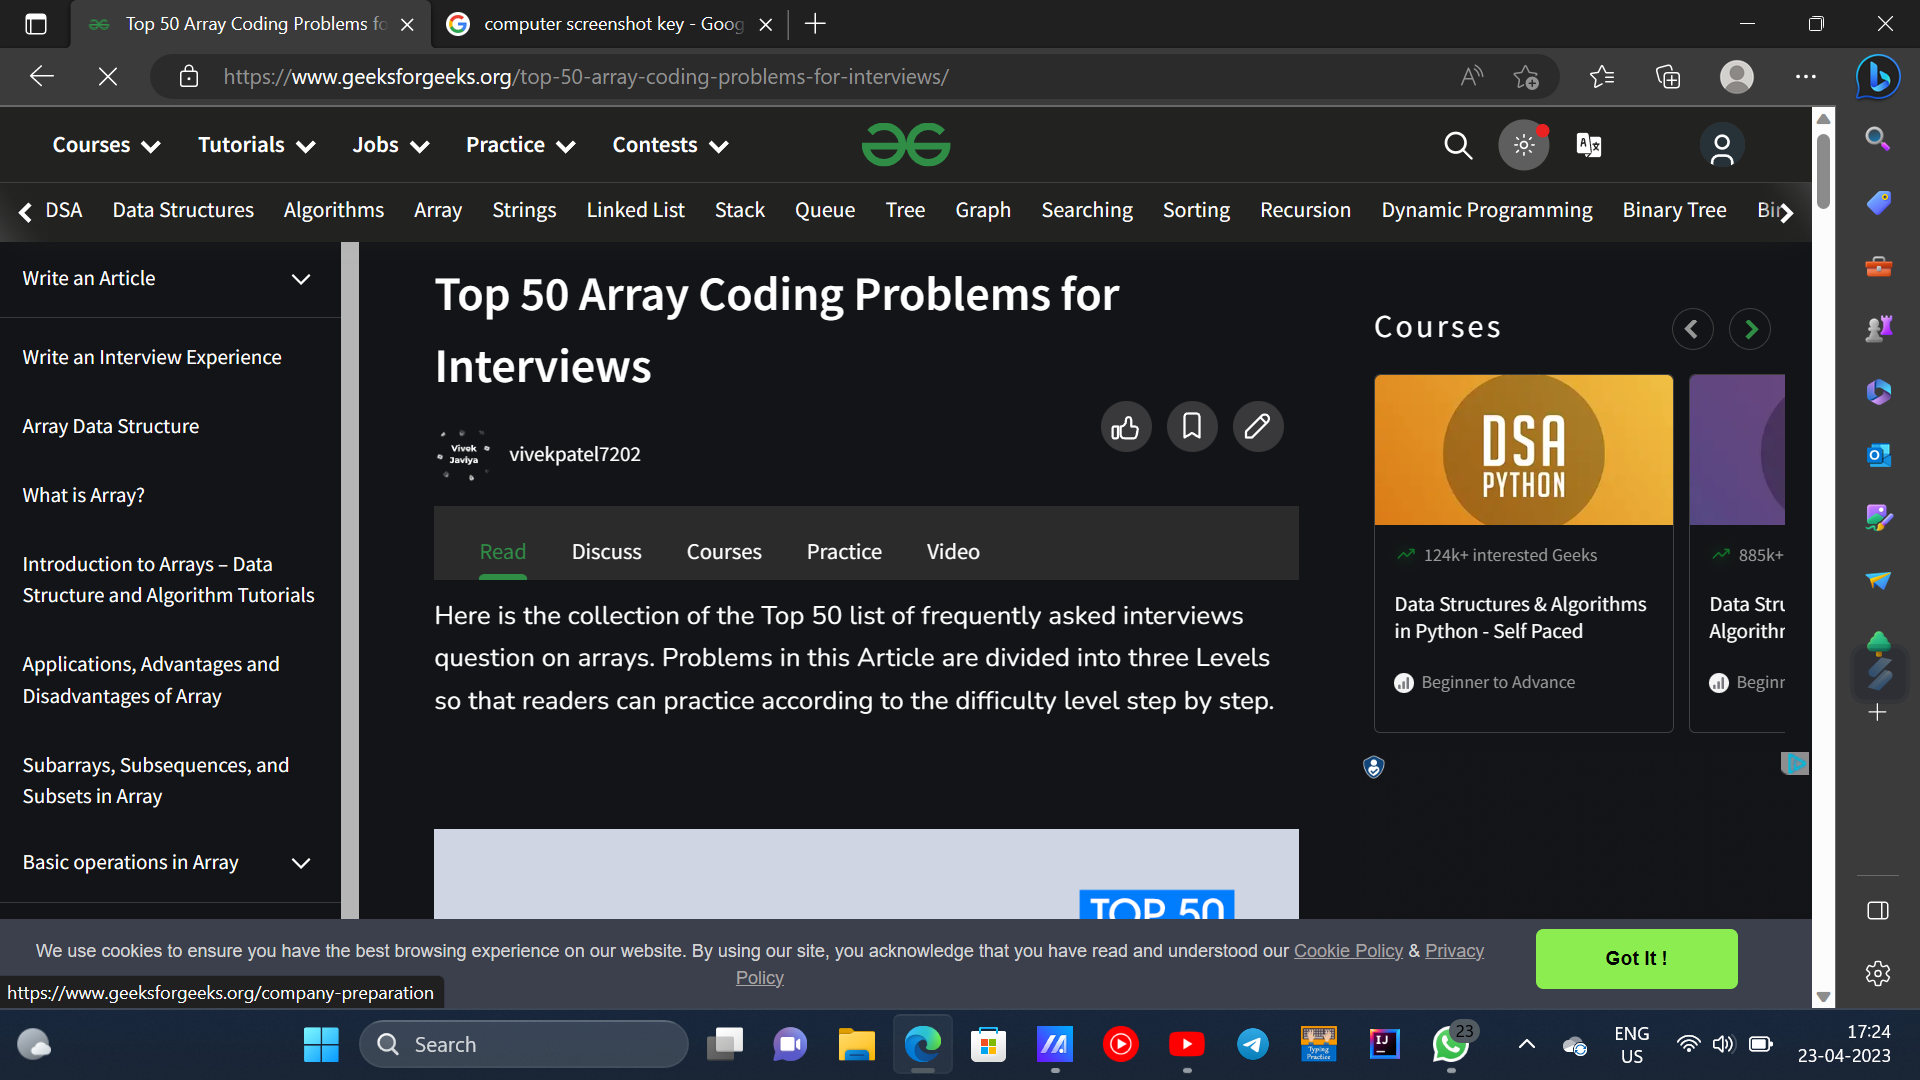 Top 50 Array Coding Problems fo
computer screenshot key - Goog
https://www.geeksforgeeks.org/top-50-array-coding-problems-for-interviews/
Courses Tutorials Jobs Practice Contests
DSA Data Structures Algorithms Array Strings Linked List Stack Queue Tree Graph Searching Sorting Recursion Dynamic Programming Binary Tree Bin
Write an Article
Write an Interview Experience
Array Data Structure
What is Array?
Introduction to Arrays – Data
Structure and Algorithm Tutorials
Applications, Advantages and
Disadvantages of Array
Subarrays, Subsequences, and
Subsets in Array
Basic operations in Array
Top 50 Array Coding Problems for
Interviews
Vivek
Javiya
vivekpatel7202
Read Discuss Courses Practice Video
Here is the collection of the Top 50 list of frequently asked interviews
question on arrays. Problems in this Article are divided into three Levels
so that readers can practice according to the difficulty level step by step.
TOP 50
Courses
DSA
PYTHON
124k+ interested Geeks
Data Structures & Algorithms
in Python - Self Paced
Beginner to Advance
885k+
Data Stru
Algorithr
Beginr
We use cookies to ensure you have the best browsing experience on our website. By using our site, you acknowledge that you have read and understood our Cookie Policy & Privacy
Policy
Got It !
https://www.geeksforgeeks.org/company-preparation
Search
Typing
Practice
IJ
23
ENG
US
17:24
23-04-2023